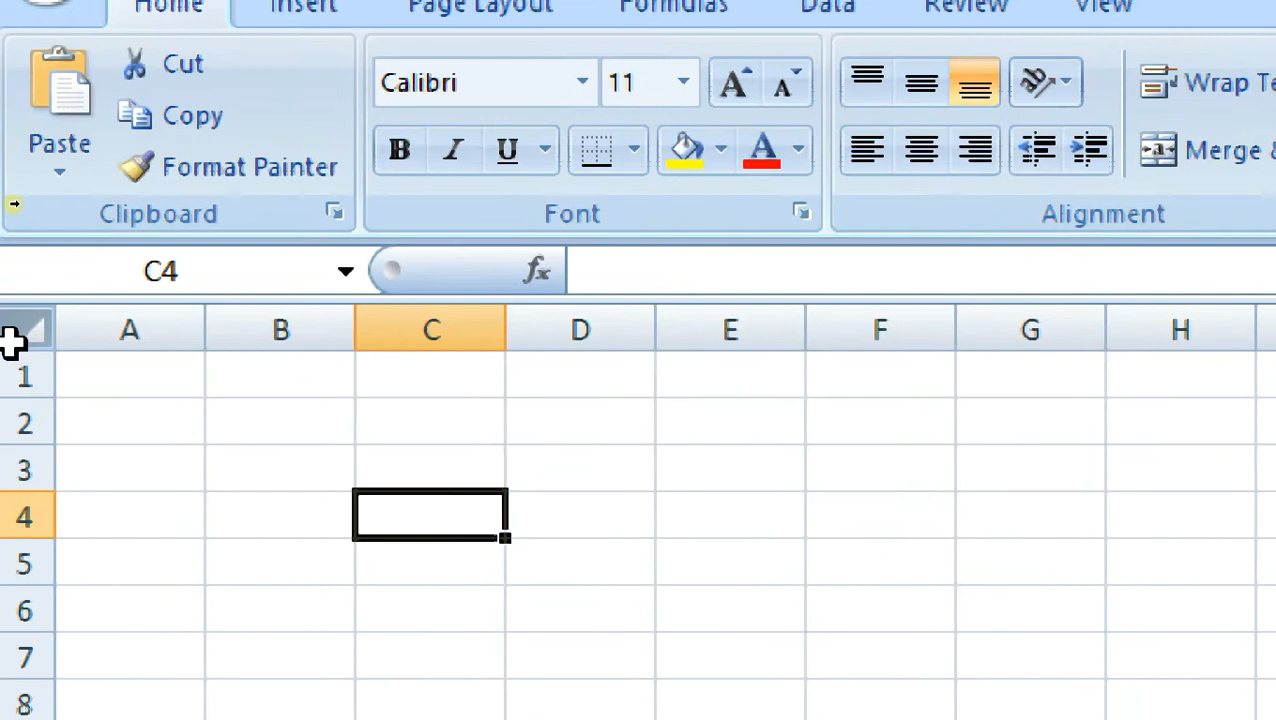 Home Insert Page Layout Formulas Data Review View
Cut
Calibri 11 A A Wrap Te
Copy
Paste B I U A a Merge &
Format Painter
Clipboard Font Alignment
C4 fx
A B C D E F G H
1
2
3
4
5
6
7
8